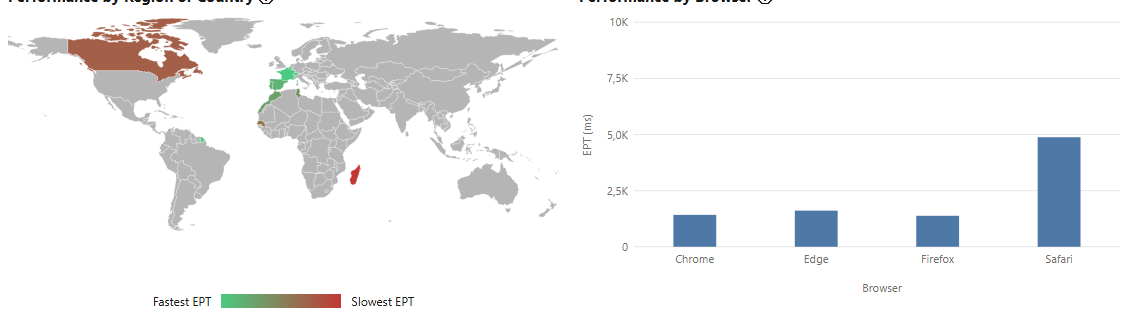 Performance by Region or Country
Performance by Browser
10K
7,5K
5,0K
2,5K
0
EPT (ms)
Chrome
Edge
Firefox
Safari
Browser
Fastest EPT
Slowest EPT